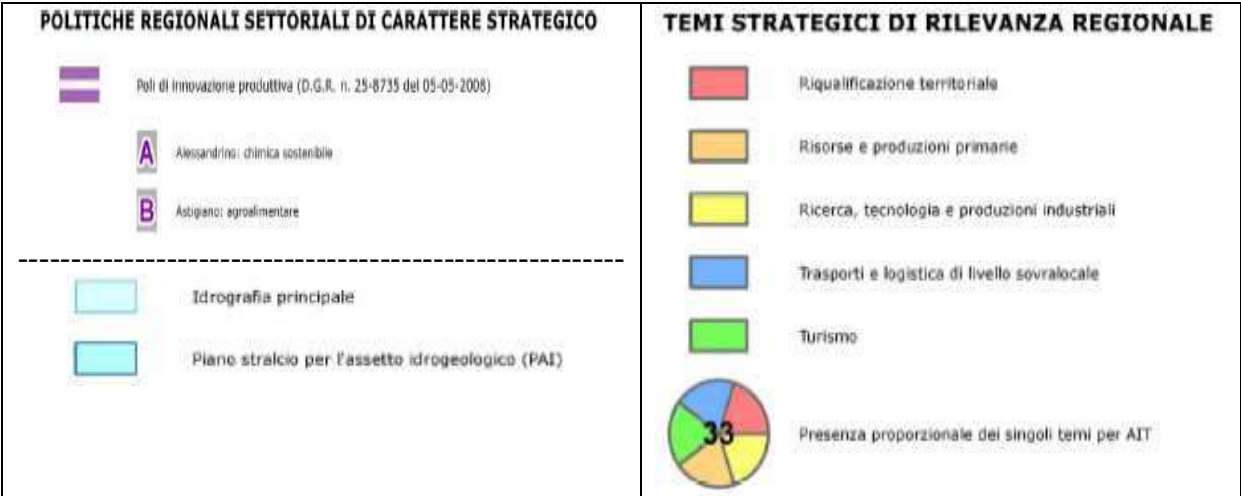 POLITICHE REGIONALI SETTORIALI DI CARATTERE STRATEGICO
Poli di innovazione produttiva (D.G.R. n. 25-8735 del 05-05-2008)
A
Alessandrino: chimica sostenibile
B
Astigiano: agroalimentare
Idrografia principale
Piano stralcio per l'assetto idrogeologico (PAI)
TEMI STRATEGICI DI RILEVANZA REGIONALE
Riqualificazione territoriale
Risorse e produzioni primarie
Ricerca, tecnologia e produzioni industriali
Trasporti e logistica di livello sovralocale
Turismo
33
Presenza proporzionale dei singoli temi per AIT